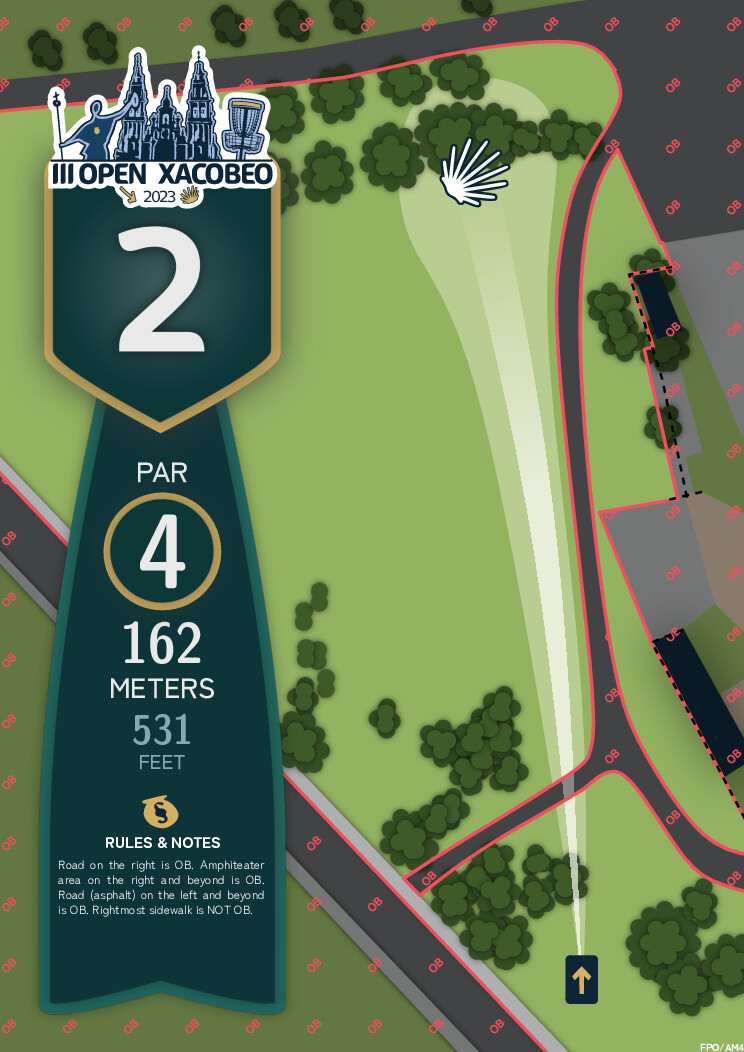 III OPEN XACOBEO
2023
2
PAR
4
162
METERS
531
FEET
RULES & NOTES
Road on the right is OB. Amphiteater
area on the right and beyond is OB.
Road (asphalt) on the left and beyond
is OB. Rightmost sidewalk is NOT OB.
OB
FPO/AM4